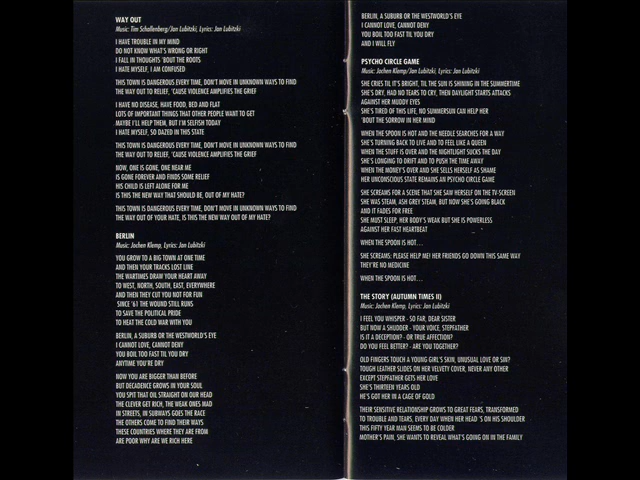 WAY OUT
Music: Tim Schallenberg/Jan Lubitzki, Lyrics: Jan Lubitzki
I HAVE TROUBLE IN MY MIND
DO NOT KNOW WHAT'S WRONG OR RIGHT
I FALL IN THOUGHTS 'BOUT THE ROOTS
I HATE MYSELF, I AM CONFUSED
THIS TOWN IS DANGEROUS EVERY TIME, DON'T MOVE IN UNKNOWN WAYS TO FIND
THE WAY OUT TO RELIEF, 'CAUSE VIOLENCE AMPLIFIES THE GRIEF
I HAVE NO DISEASE, HAVE FOOD, BED AND FLAT
LOTS OF IMPORTANT THINGS THAT OTHER PEOPLE WANT TO GET
MAYBE I'LL HELP THEM, BUT I'M SELFISH TODAY
I HATE MYSELF, SO DAZED IN THIS STATE
THIS TOWN IS DANGEROUS EVERY TIME, DON'T MOVE IN UNKNOWN WAYS TO FIND
THE WAY OUT TO RELIEF, 'CAUSE VIOLENCE AMPLIFIES THE GRIEF
NOW, ONE IS GONE, ONE NEAR ME
IS GONE FOREVER AND FINDS SOME RELIEF
HIS CHILD IS LEFT ALONE FOR ME
IS THIS THE NEW WAY THAT SHOULD BE, OUT OF MY HATE?
THIS TOWN IS DANGEROUS EVERY TIME, DON'T MOVE IN UNKNOWN WAYS TO FIND
THE WAY OUT OF YOUR HATE, IS THIS THE NEW WAY OUT OF MY HATE?
BERLIN
Music: Jochen Klemp, Lyrics: Jan Lubitzki
YOU GROW TO A BIG TOWN AT ONE TIME
AND THEN YOUR TRACKS LOST LINE
THE WARTIMES DRAW YOUR HEART AWAY
TO WEST, NORTH, SOUTH, EAST, EVERYWHERE
AND THEN THEY CUT YOU NOT FOR FUN
SINCE '61 THE WOUND STILL RUNS
TO SAVE THE POLITICAL PRIDE
TO HEAT THE COLD WAR WITH YOU
BERLIN, A SUBURB OR THE WESTWORLD'S EYE
I CANNOT LOVE, CANNOT DENY
YOU BOIL TOO FAST TIL YOU DRY
ANYTIME YOU'RE DRY
NOW YOU ARE BIGGER THAN BEFORE
BUT DECADENCE GROWS IN YOUR SOUL
YOU SPIT THAT OIL STRAIGHT ON OUR HEAD
THE CLEVER GET RICH, THE WEAK ONES MAD
IN STREETS, IN SUBWAYS GOES THE RACE
THE OTHERS COME TO FIND THEIR WAYS
THESE COUNTRIES WHERE THEY ARE FROM
ARE POOR WHY ARE WE RICH HERE
BERLIN, A SUBURB OR THE WESTWORLD'S EYE
I CANNOT LOVE, CANNOT DENY
YOU BOIL TOO FAST TIL YOU DRY
AND I WILL FLY
PSYCHO CIRCLE GAME
Music: Jochen Klemp/Jan Lubitzki, Lyrics: Jan Lubitzki
SHE CRIES TIL IT'S BRIGHT, TIL THE SUN IS SHINING IN THE SUMMERTIME
SHE'S DRY, HAD NO TEARS TO CRY, THEN DAYLIGHT STARTS ATTACKS
AGAINST HER MUDDY EYES
SHE'S TIRED OF THIS LIFE, NO MESSERSUN CAN HELP HER
'BOUT THE SORROW IN HER MIND
WHEN THE SPOON IS HOT AND THE NEEDLE SEARCHES FOR A WAY
SHE'S TURNING BACK TO LIVE AND TO FEEL LIKE A QUEEN
WHEN THE STUFF IS OVER AND THE NIGHTLIGHT SUCKS THE DAY
SHE'S LONGING TO DRIFT AND TO PUSH THE TIME AWAY
WHEN THE MONEY'S OVER AND SHE SELLS HERSELF AS SHAME
HER UNCONSCIOUS STATE REMAINS AN PSYCHO CIRCLE GAME
SHE SCREAMS FOR A SCENE THAT SHE SAW HERSELF ON THE TV-SCREEN
SHE WAS STEAM, ASH GREY STEAM, BUT NOW SHE'S GOING BLACK
AND IT FADES FOR FREE
SHE MUST SLEEP, HER BODY'S WEAK BUT SHE IS POWERLESS
AGAINST HER FAST HEARTBEAT
WHEN THE SPOON IS HOT...
SHE SCREAMS: PLEASE HELP ME! HER FRIENDS GO DOWN THIS SAME WAY
THEY'RE NO MEDICINE
WHEN THE SPOON IS HOT...
THE STORY (AUTUMN TIMES II)
Music: Jochen Klemp, Lyrics: Jan Lubitzki
I FEEL YOU WHISPER - SO FAR, DEAR SISTER
BUT NOW A SHUDDER - YOUR VOICE, STEPFATHER
IS IT A DECEPTION? - OR TRUE AFFECTION?
DO YOU FEEL BETTER? - ARE YOU TOGETHER?
OLD FINGERS TOUCH A YOUNG GIRL'S SKIN, UNUSUAL LOVE OR SIN?
TOUGH LEATHER SLIDES ON HER VELVETY COVER, NEVER ANY OTHER
EXCEPT STEPFATHER GETS HER LOVE
SHE'S THIRTEEN YEARS OLD
HE'S GOT HER IN A CAGE OF GOLD
THEIR SENSITIVE RELATIONSHIP GROWS TO GREAT FEARS, TRANSFORMED
TO TROUBLE AND TEARS, EVERY DAY WHEN HER HEAD 'S ON HIS SHOULDER
THIS FIFTY YEAR MAN SEEMS TO BE COLDER
MOTHER'S PAIN, SHE WANTS TO REVEAL WHAT'S GOING ON IN THE FAMILY